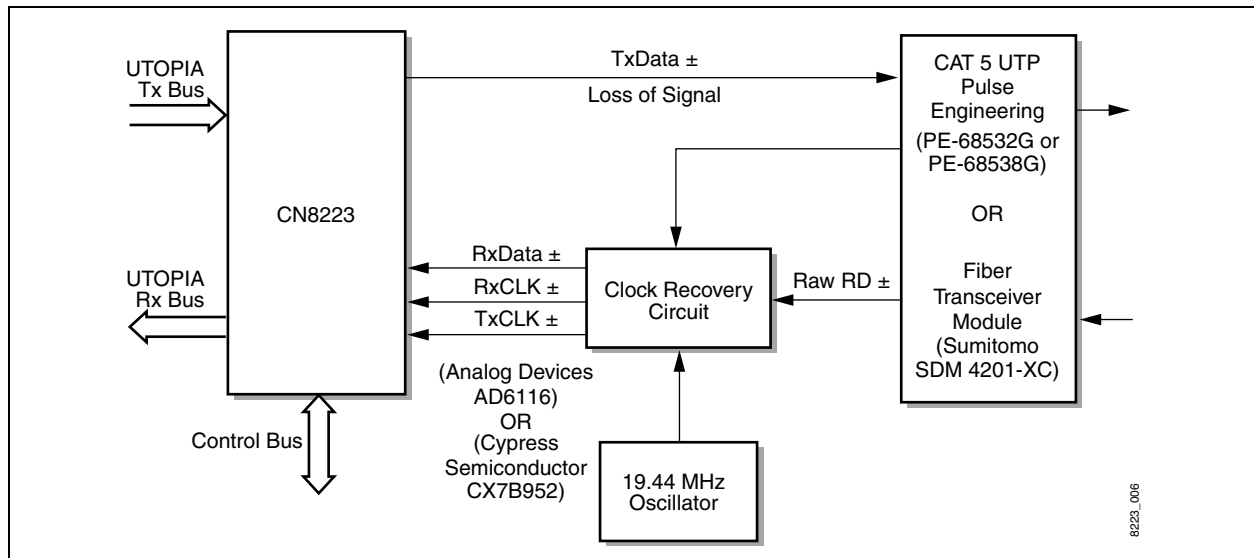 UTOPIA
Tx Bus
CN8223
UTOPIA
Rx Bus
Control Bus
TxData ±
Loss of Signal
RxData ±
RxCLK ±
TxCLK ±
Clock Recovery
Circuit
Raw RD ±
(Analog Devices
AD6116)
OR
(Cypress
Semiconductor
CX7B952)
19.44 MHz
Oscillator
CAT 5 UTP
Pulse
Engineering
(PE-68532G or
PE-68538G)
OR
Fiber
Transceiver
Module
(Sumitomo
SDM 4201-XC)
8223_006